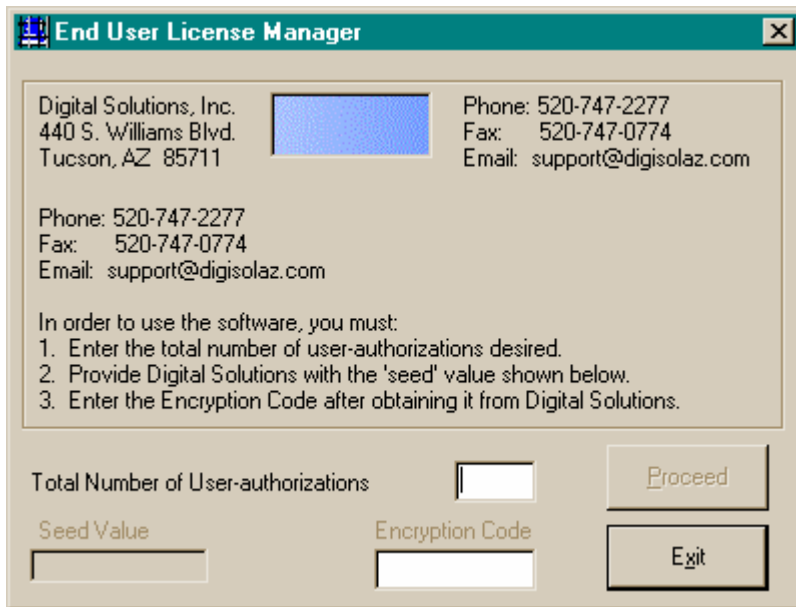 End User License Manager
Digital Solutions, Inc.
440 S. Williams Blvd.
Tucson, AZ 85711
Phone: 520-747-2277
Fax: 520-747-0774
Email: support@digisolaz.com
Phone: 520-747-2277
Fax: 520-747-0774
Email: support@digisolaz.com
In order to use the software, you must:
1. Enter the total number of user-authorizations desired.
2. Provide Digital Solutions with the 'seed' value shown below.
3. Enter the Encryption Code after obtaining it from Digital Solutions.
Total Number of User-authorizations
Proceed
Seed Value
Encryption Code
Exit